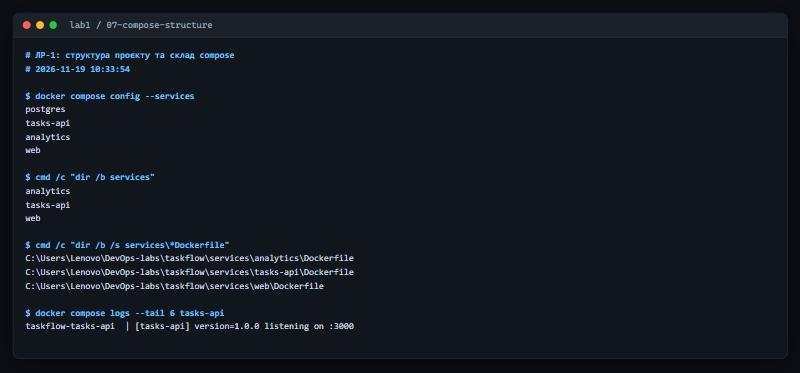 lab1 / 07-compose-structure
# ЛР-1: структура проєкту та склад compose
# 2026-11-19 10:33:54
$ docker compose config --services
postgres
tasks-api
analytics
web
$ cmd /c "dir /b services"
analytics
tasks-api
web
$ cmd /c "dir /b /s services\*Dockerfile"
C:\Users\Lenovo\DevOps-labs\taskflow\services\analytics\Dockerfile
C:\Users\Lenovo\DevOps-labs\taskflow\services\tasks-api\Dockerfile
C:\Users\Lenovo\DevOps-labs\taskflow\services\web\Dockerfile
$ docker compose logs --tail 6 tasks-api
taskflow-tasks-api  | [tasks-api] version=1.0.0 listening on :3000